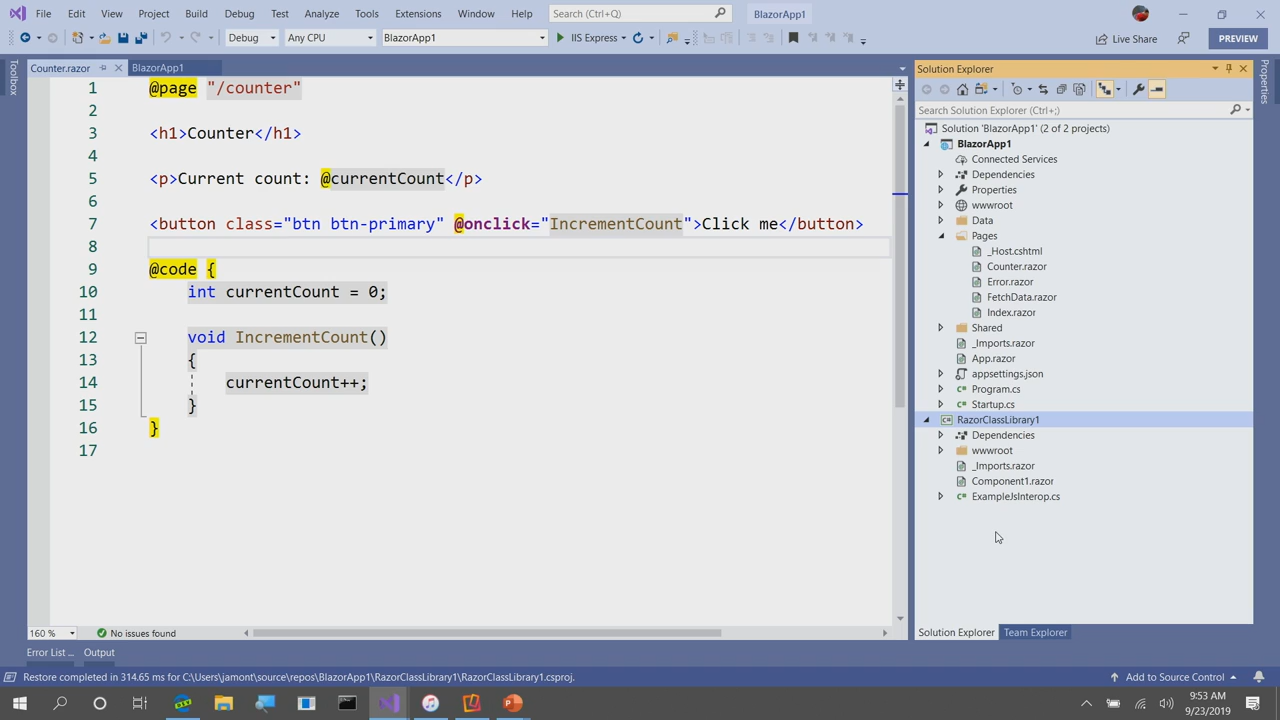 File Edit View Project Build Debug Test Analyze Tools Extensions Window Help Search (Ctrl+Q) BlazorApp1
Debug Any CPU BlazorApp1 IIS Express Live Share PREVIEW
Toolbox
Counter.razor BlazorApp1
1 @page "/counter"
2
3 <h1>Counter</h1>
4
5 <p>Current count: @currentCount</p>
6
7 <button class="btn btn-primary" @onclick="IncrementCount">Click me</button>
8
9 @code {
10 int currentCount = 0;
11
12 void IncrementCount()
13 {
14 currentCount++;
15 }
16 }
17
160 % No issues found
Solution Explorer
Search Solution Explorer (Ctrl+;)
Solution 'BlazorApp1' (2 of 2 projects)
BlazorApp1
Connected Services
Dependencies
Properties
wwwroot
Data
Pages
_Host.cshtml
Counter.razor
Error.razor
FetchData.razor
Index.razor
Shared
_Imports.razor
App.razor
appsettings.json
Program.cs
Startup.cs
RazorClassLibrary1
Dependencies
wwwroot
_Imports.razor
Component1.razor
ExampleJsInterop.cs
Solution Explorer Team Explorer
Properties
Error List ... Output
Restore completed in 314.65 ms for C:\Users\jamont\source\repos\BlazorApp1\RazorClassLibrary1\RazorClassLibrary1.csproj. Add to Source Control
9:53 AM
9/23/2019